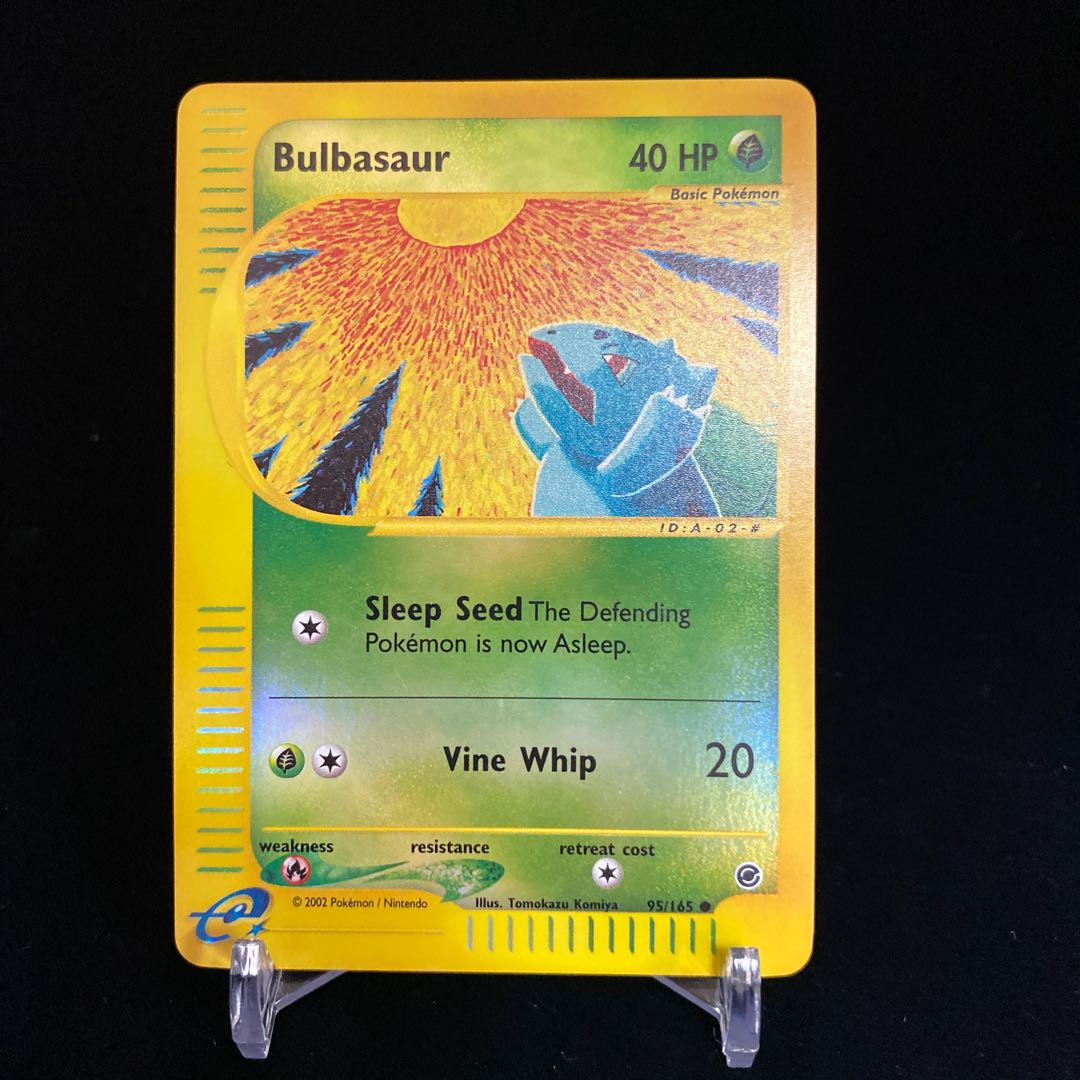 Bulbasaur 40 HP
Basic Pokémon
ID:A-02-#
Sleep Seed The Defending
Pokémon is now Asleep.
Vine Whip 20
weakness resistance retreat cost
© 2002 Pokémon / Nintendo Illus. Tomokazu Komiya 95/165
e